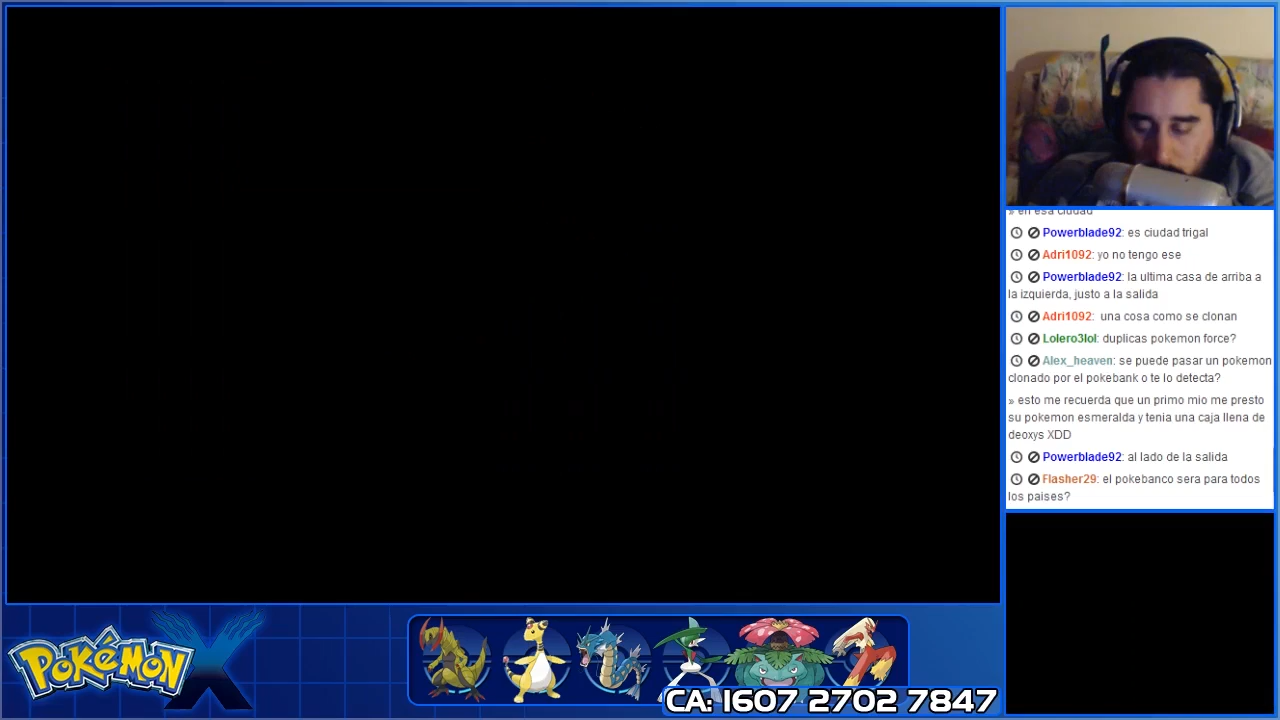 » en esa ciudad
Powerblade92: es ciudad trigal
Adri1092: yo no tengo ese
Powerblade92: la ultima casa de arriba a
la izquierda, justo a la salida
Adri1092: una cosa como se clonan
Lolero3lol: duplicas pokemon force?
Alex_heaven: se puede pasar un pokemon
clonado por el pokebank o te lo detecta?
» esto me recuerda que un primo mio me presto
su pokemon esmeralda y tenia una caja llena de
deoxys XDD
Powerblade92: al lado de la salida
Flasher29: el pokebanco sera para todos
los paises?
POKéMON X
CA: 1607 2702 7847